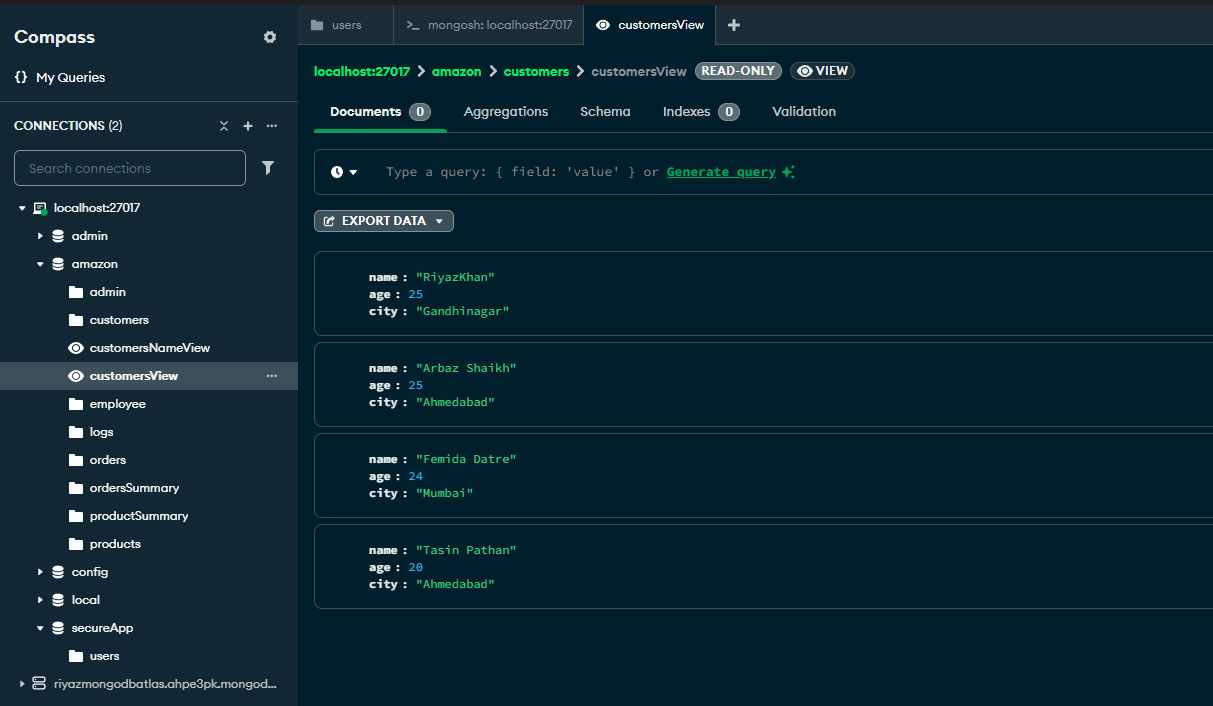 Compass
{} My Queries
CONNECTIONS (2)
Search connections
localhost:27017
admin
amazon
admin
customers
customersNameView
customersView
employee
logs
orders
ordersSummary
productSummary
products
config
local
secureApp
users
riyazmongodbatlas.ahpe3pk.mongod...
users
>_ mongosh: localhost:27017
customersView
localhost:27017 > amazon > customers > customersView READ-ONLY VIEW
Documents 0 Aggregations Schema Indexes 0 Validation
Type a query: { field: 'value' } or Generate query
EXPORT DATA
name : "RiyazKhan"
age : 25
city : "Gandhinagar"
name : "Arbaz Shaikh"
age : 25
city : "Ahmedabad"
name : "Femida Datre"
age : 24
city : "Mumbai"
name : "Tasin Pathan"
age : 20
city : "Ahmedabad"